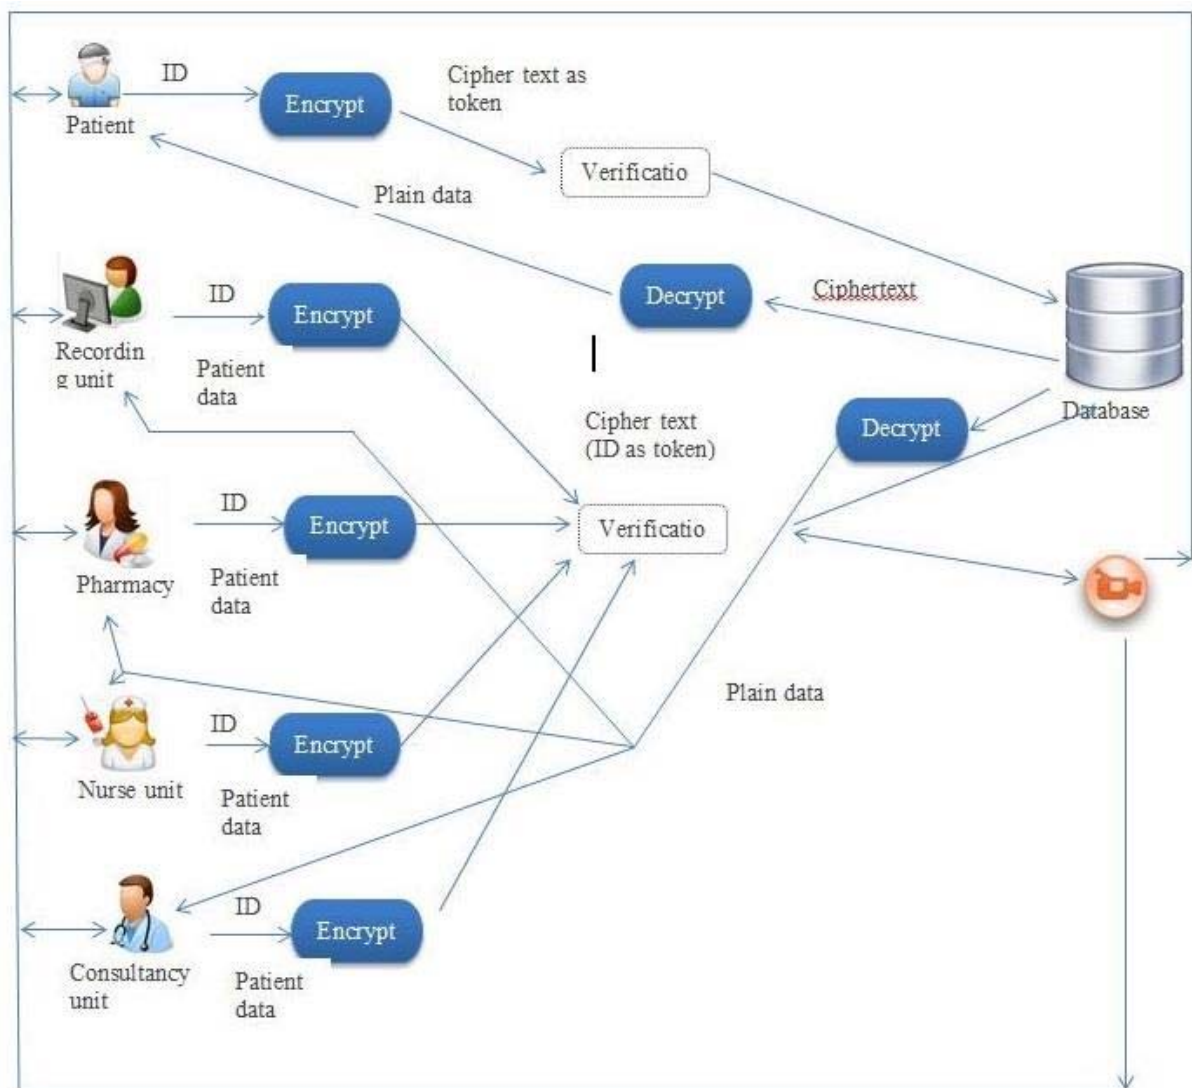 ID
Encrypt
Cipher text as
token
Patient
Verificatio
Plain data
ID
Encrypt
Decrypt
Ciphertext
Recordin
g unit
Patient
data
Cipher text
(ID as token)
Decrypt
Database
ID
Encrypt
Verificatio
Pharmacy
Patient
data
Plain data
ID
Encrypt
Nurse unit
Patient
data
ID
Encrypt
Consultancy
unit
Patient
data